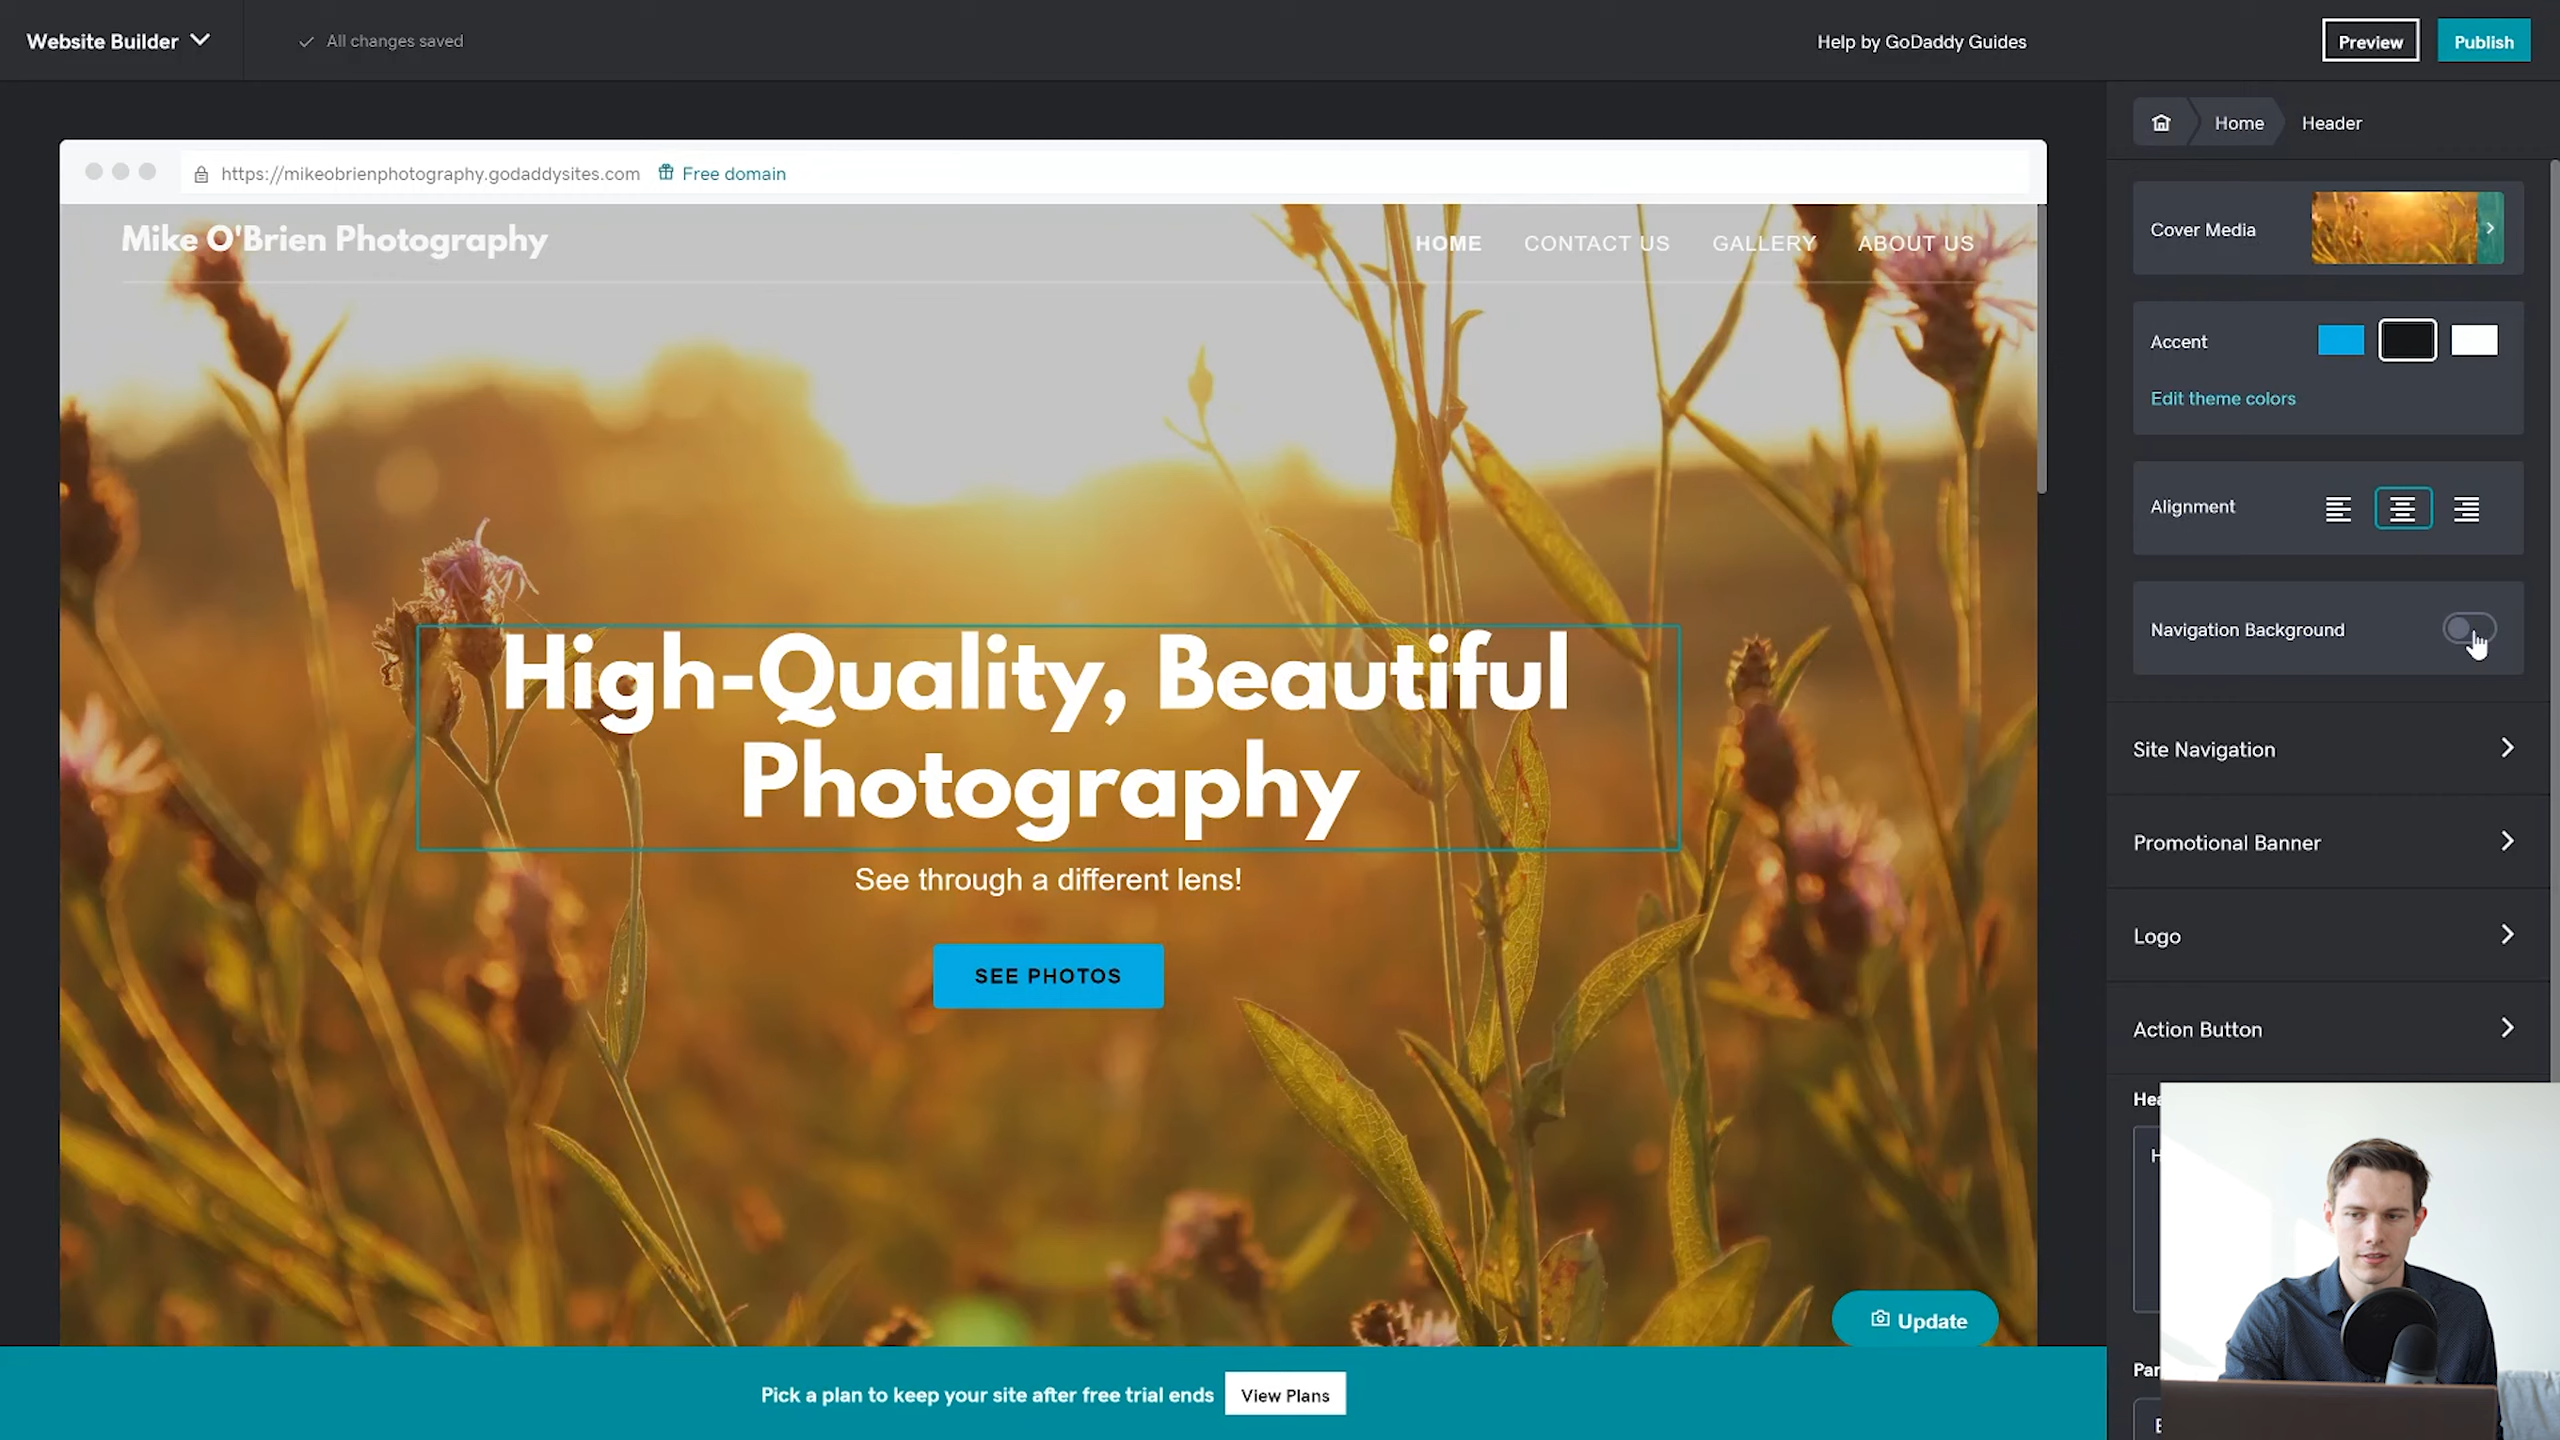 Website Builder
All changes saved
Help by GoDaddy Guides
Preview
Publish
Home
Header
https://mikeobrienphotography.godaddysites.com
Free domain
Mike O'Brien Photography
HOME
CONTACT US
GALLERY
ABOUT US
High-Quality, Beautiful
Photography
See through a different lens!
SEE PHOTOS
Update
Pick a plan to keep your site after free trial ends
View Plans
Cover Media
Accent
Edit theme colors
Alignment
Navigation Background
Site Navigation
Promotional Banner
Logo
Action Button